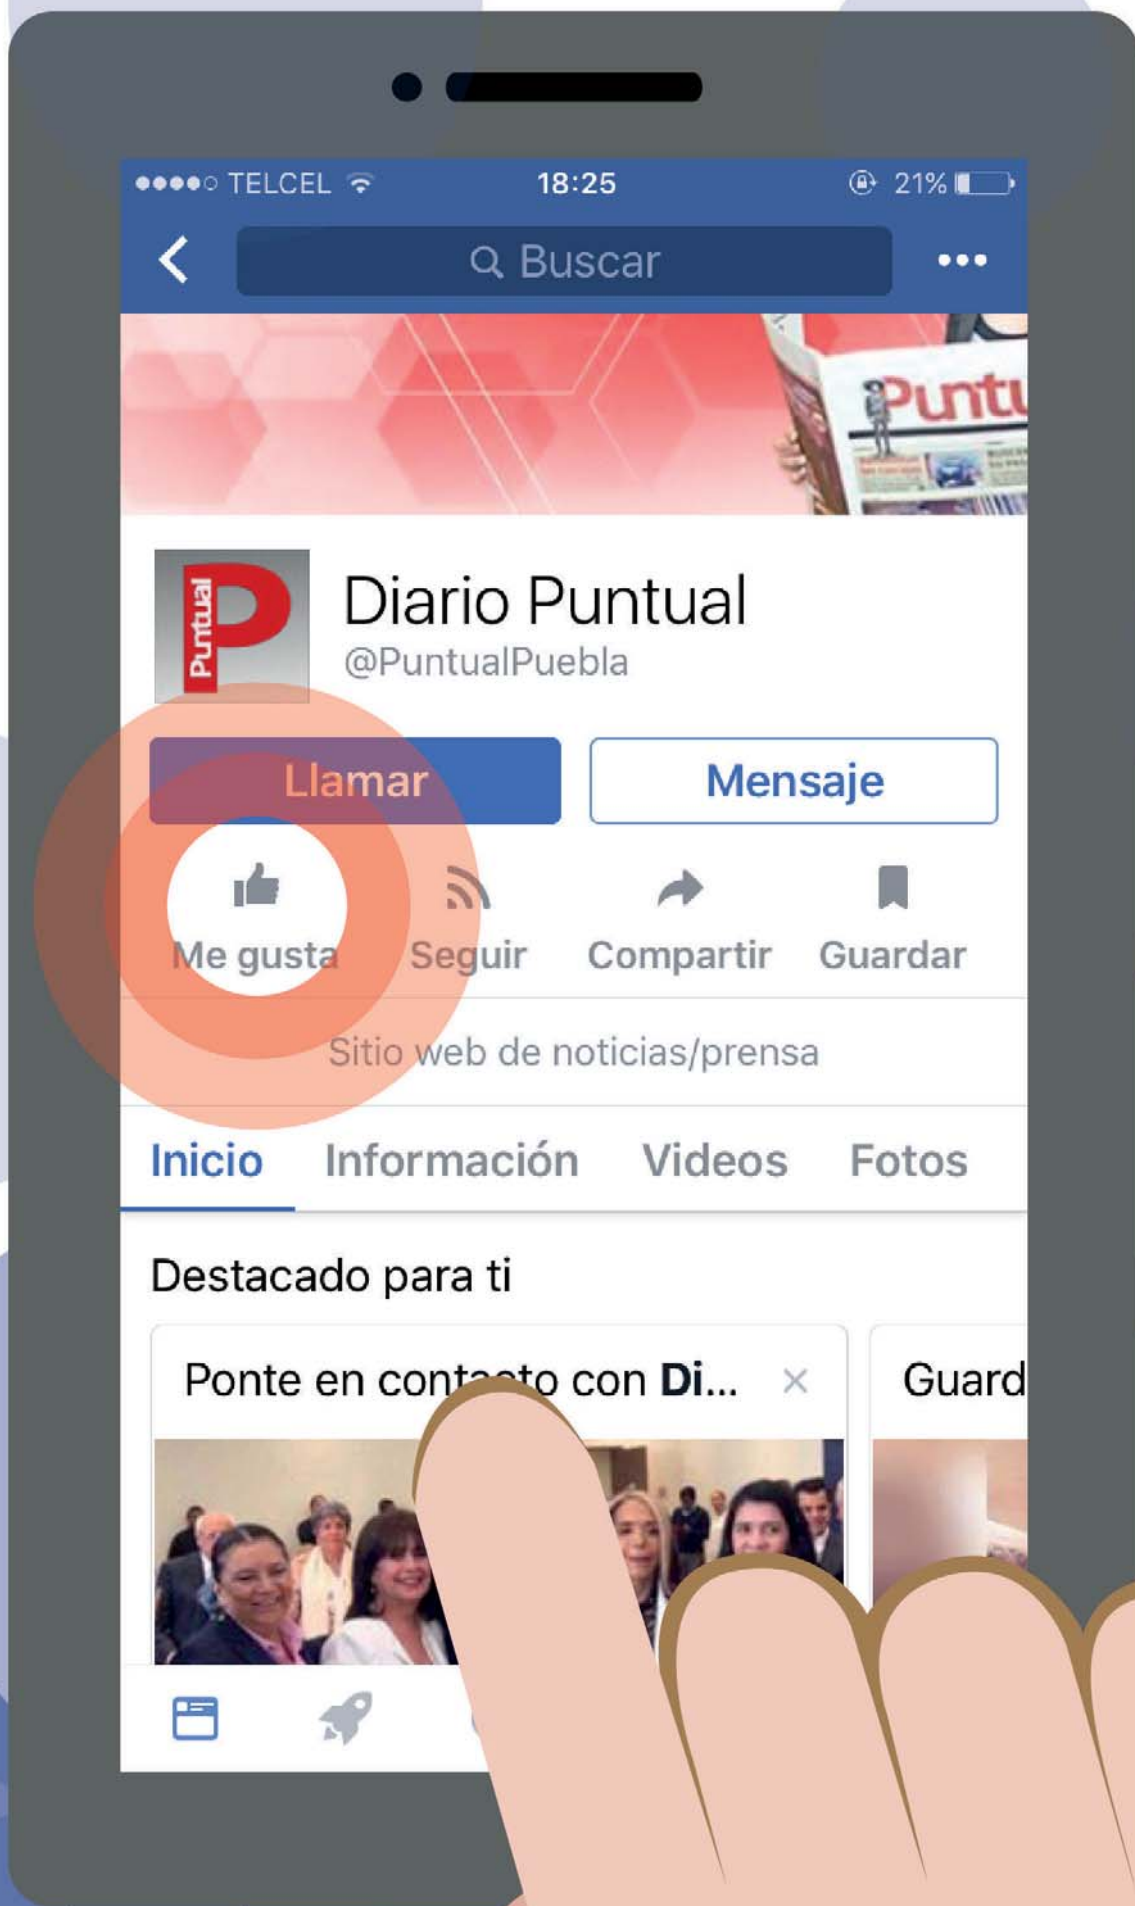 TELCEL 18:25 21%
Buscar
Puntu
Puntual
Diario Puntual
@PuntualPuebla
Llamar Mensaje
Me gusta Seguir Compartir Guardar
Sitio web de noticias/prensa
Inicio Información Videos Fotos
Destacado para ti
Ponte en contacto con Di... × Guard